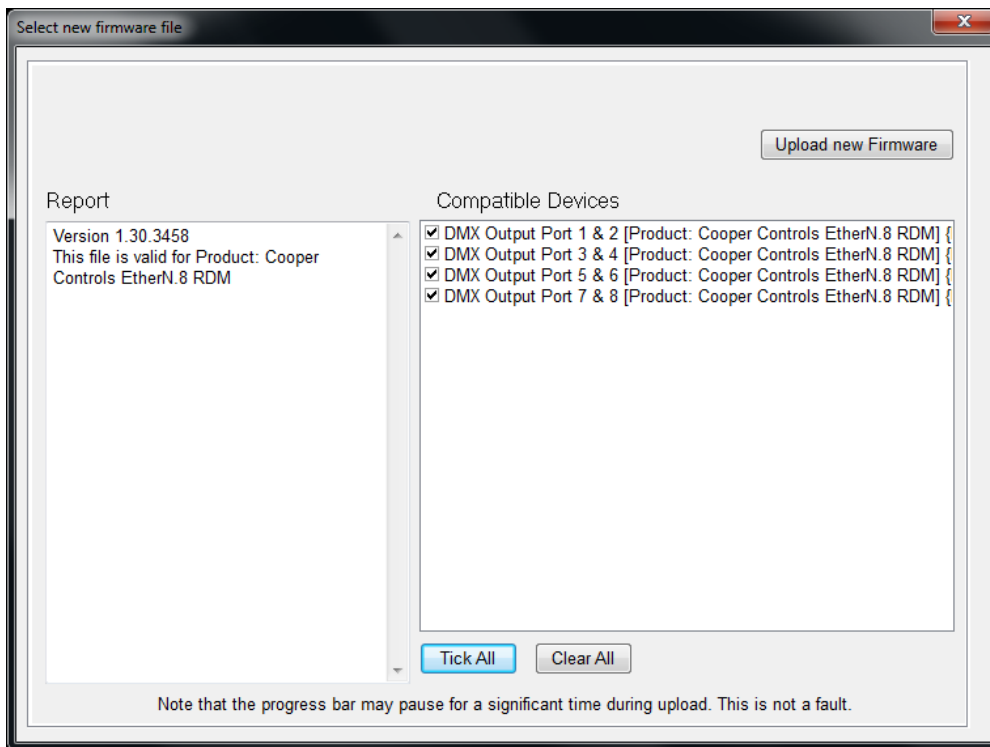 Select new firmware file
Upload new Firmware
Report
Version 1.30.3458
This file is valid for Product: Cooper
Controls EtherN.8 RDM
Compatible Devices
DMX Output Port 1 & 2 [Product: Cooper Controls EtherN.8 RDM] {
DMX Output Port 3 & 4 [Product: Cooper Controls EtherN.8 RDM] {
DMX Output Port 5 & 6 [Product: Cooper Controls EtherN.8 RDM] {
DMX Output Port 7 & 8 [Product: Cooper Controls EtherN.8 RDM] {
Tick All
Clear All
Note that the progress bar may pause for a significant time during upload. This is not a fault.